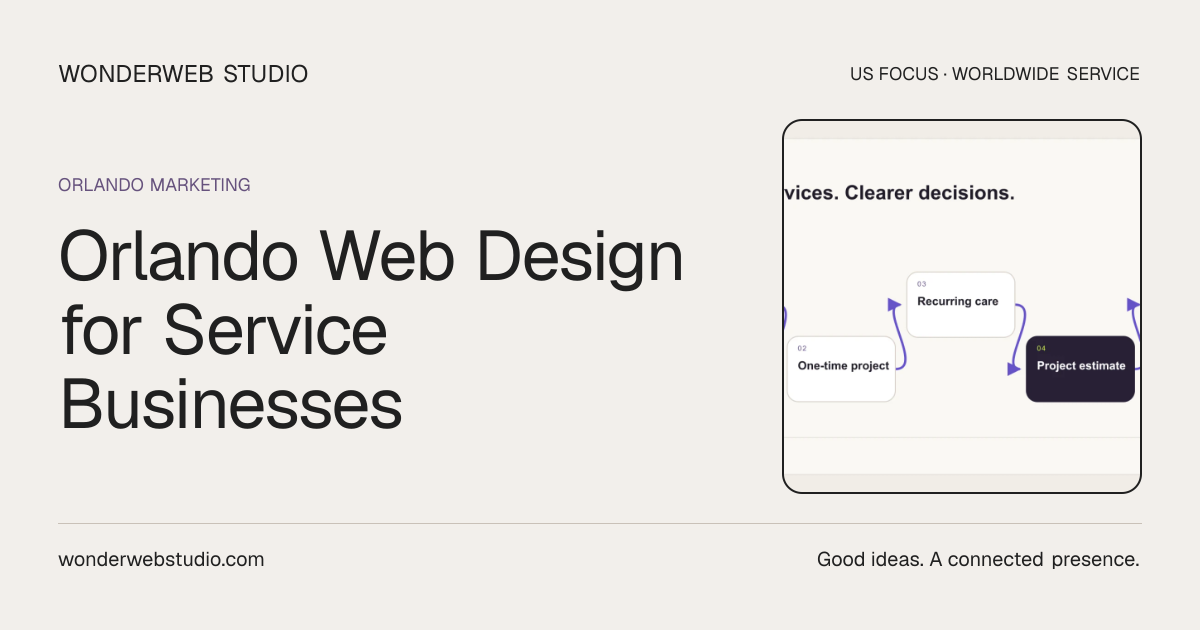 WONDERWEB STUDIO
US FOCUS · WORLDWIDE SERVICE
ORLANDO MARKETING
Orlando Web Design
for Service
Businesses
vices. Clearer decisions.
03
Recurring care
02
One-time project
04
Project estimate
wonderwebstudio.com
Good ideas. A connected presence.